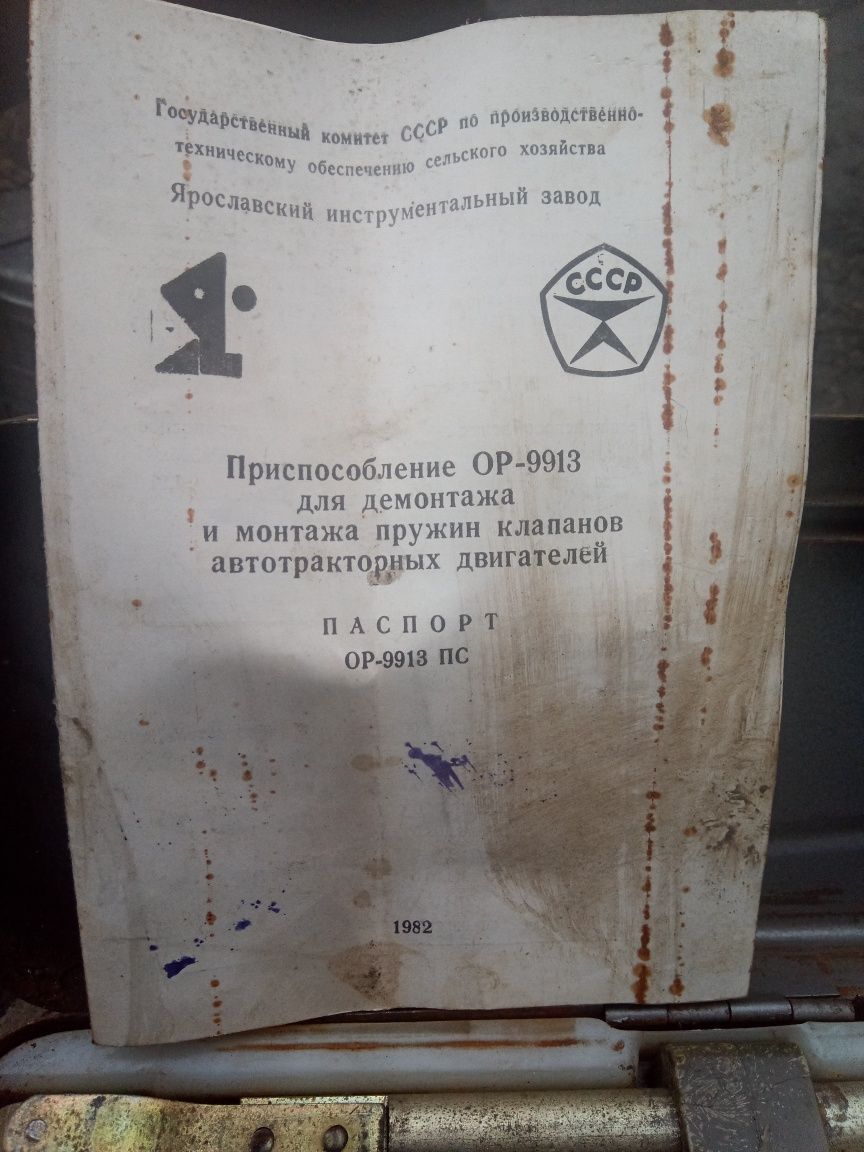 Государственный комитет СССР по производственно-
техническому обеспечению сельского хозяйства
Ярославский инструментальный завод
СССР
Приспособление ОР-9913
для демонтажа
и монтажа пружин клапанов
автотракторных двигателей
ПАСПОРТ
ОР-9913 ПС
1982